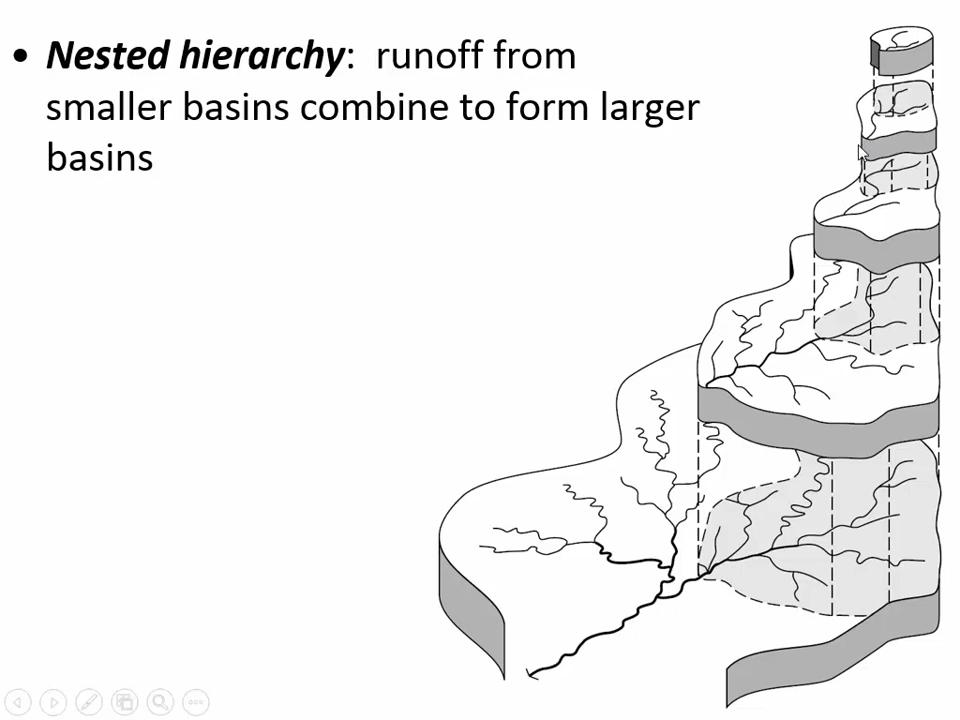 • Nested hierarchy:  runoff from
smaller basins combine to form larger
basins